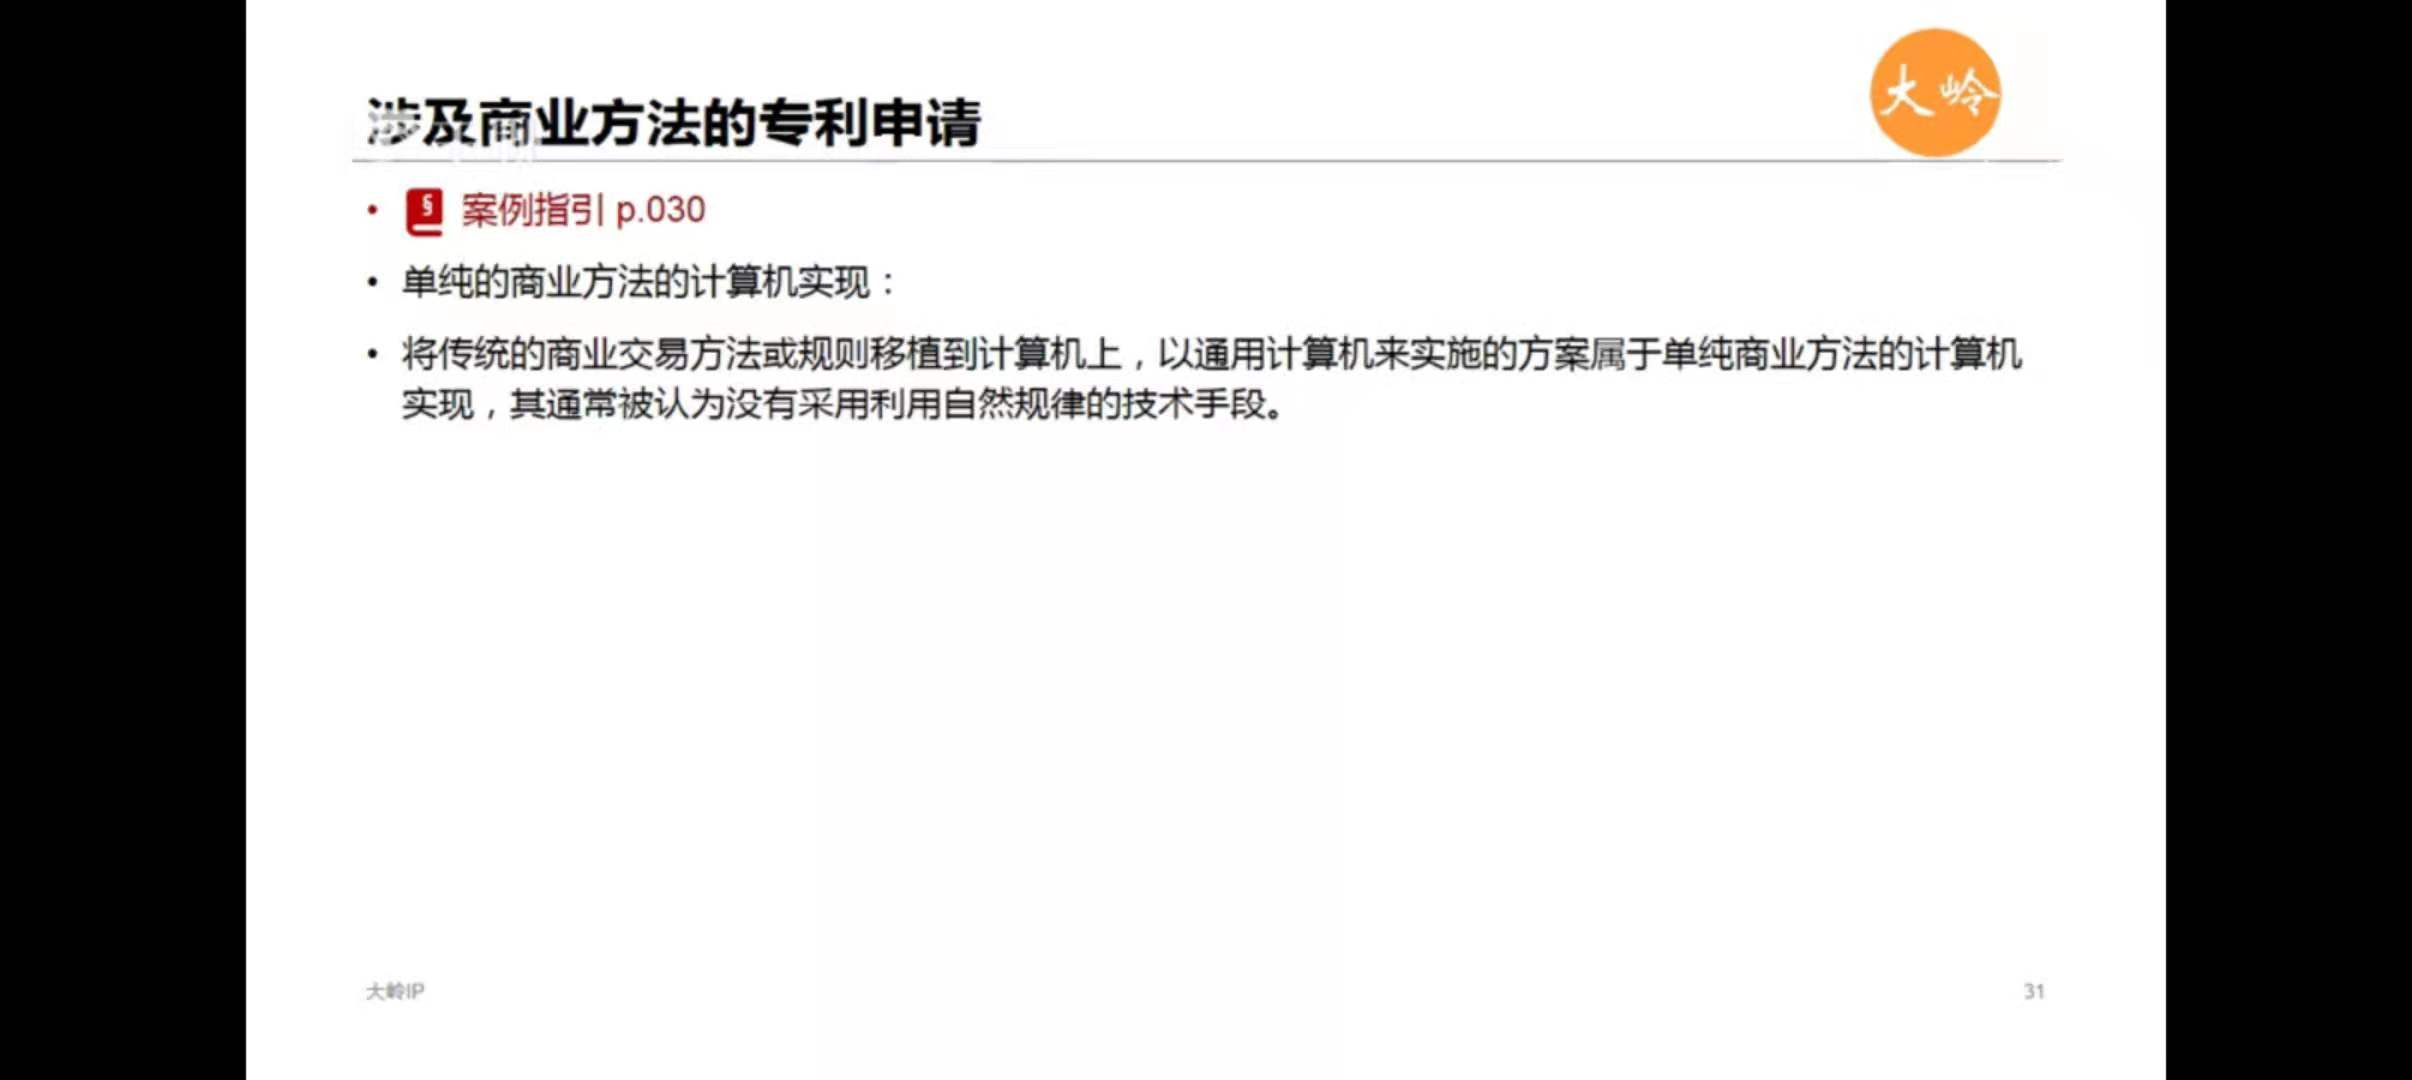 涉及商业方法的专利申请
大岭
• § 案例指引 p.030
• 单纯的商业方法的计算机实现：
• 将传统的商业交易方法或规则移植到计算机上，以通用计算机来实施的方案属于单纯商业方法的计算机
实现，其通常被认为没有采用利用自然规律的技术手段。
大岭IP
31